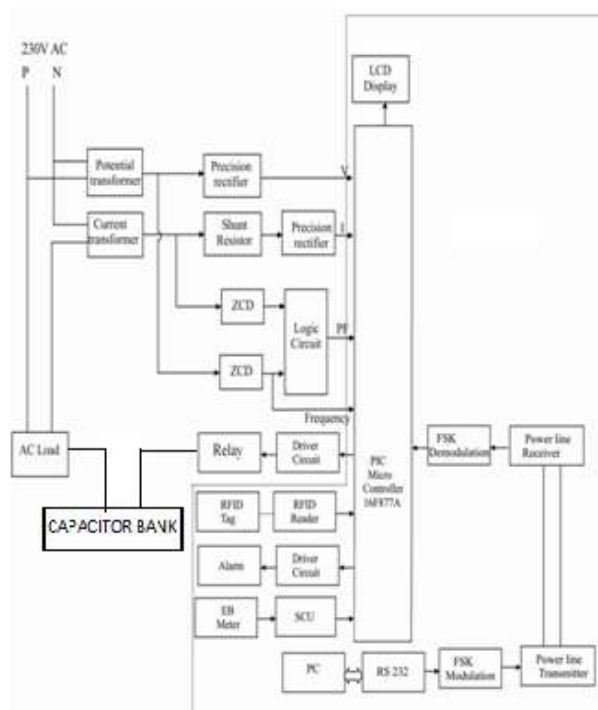 230V AC
P N
LCD
Display
Potential
transformer
Precision
rectifier
V
Current
transformer
Shunt
Resistor
Precision
rectifier
I
ZCD
Logic
Circuit
PF
ZCD
Frequency
AC Load
Relay
Driver
Circuit
PIC
Micro
Controller
16F877A
FSK
Demodulation
Power line
Receiver
CAPACITOR BANK
RFID
Tag
RFID
Reader
Alarm
Driver
Circuit
EB
Meter
SCU
PC
RS 232
FSK
Modulation
Power line
Transmitter